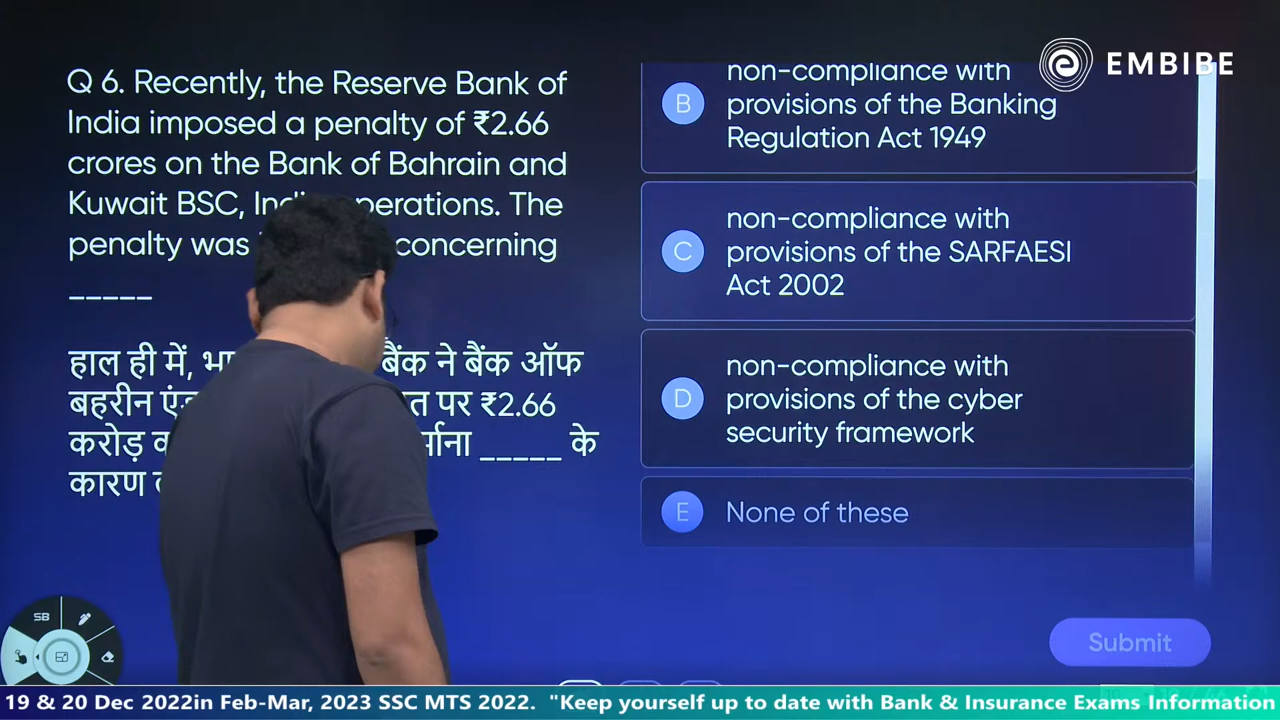 Q 6. Recently, the Reserve Bank of
India imposed a penalty of ₹2.66
crores on the Bank of Bahrain and
Kuwait BSC, operations. The
penalty was concerning
_____
हाल ही में, बैंक ने बैंक ऑफ
बहरीन पर ₹2.66
करोड़ _____ के
कारण
EMBIBE
non-compliance with
B provisions of the Banking
Regulation Act 1949
non-compliance with
C provisions of the SARFAESI
Act 2002
non-compliance with
D provisions of the cyber
security framework
E None of these
SB
Submit
19 & 20 Dec 2022in Feb-Mar, 2023 SSC MTS 2022. "Keep yourself up to date with Bank & Insurance Exams Information